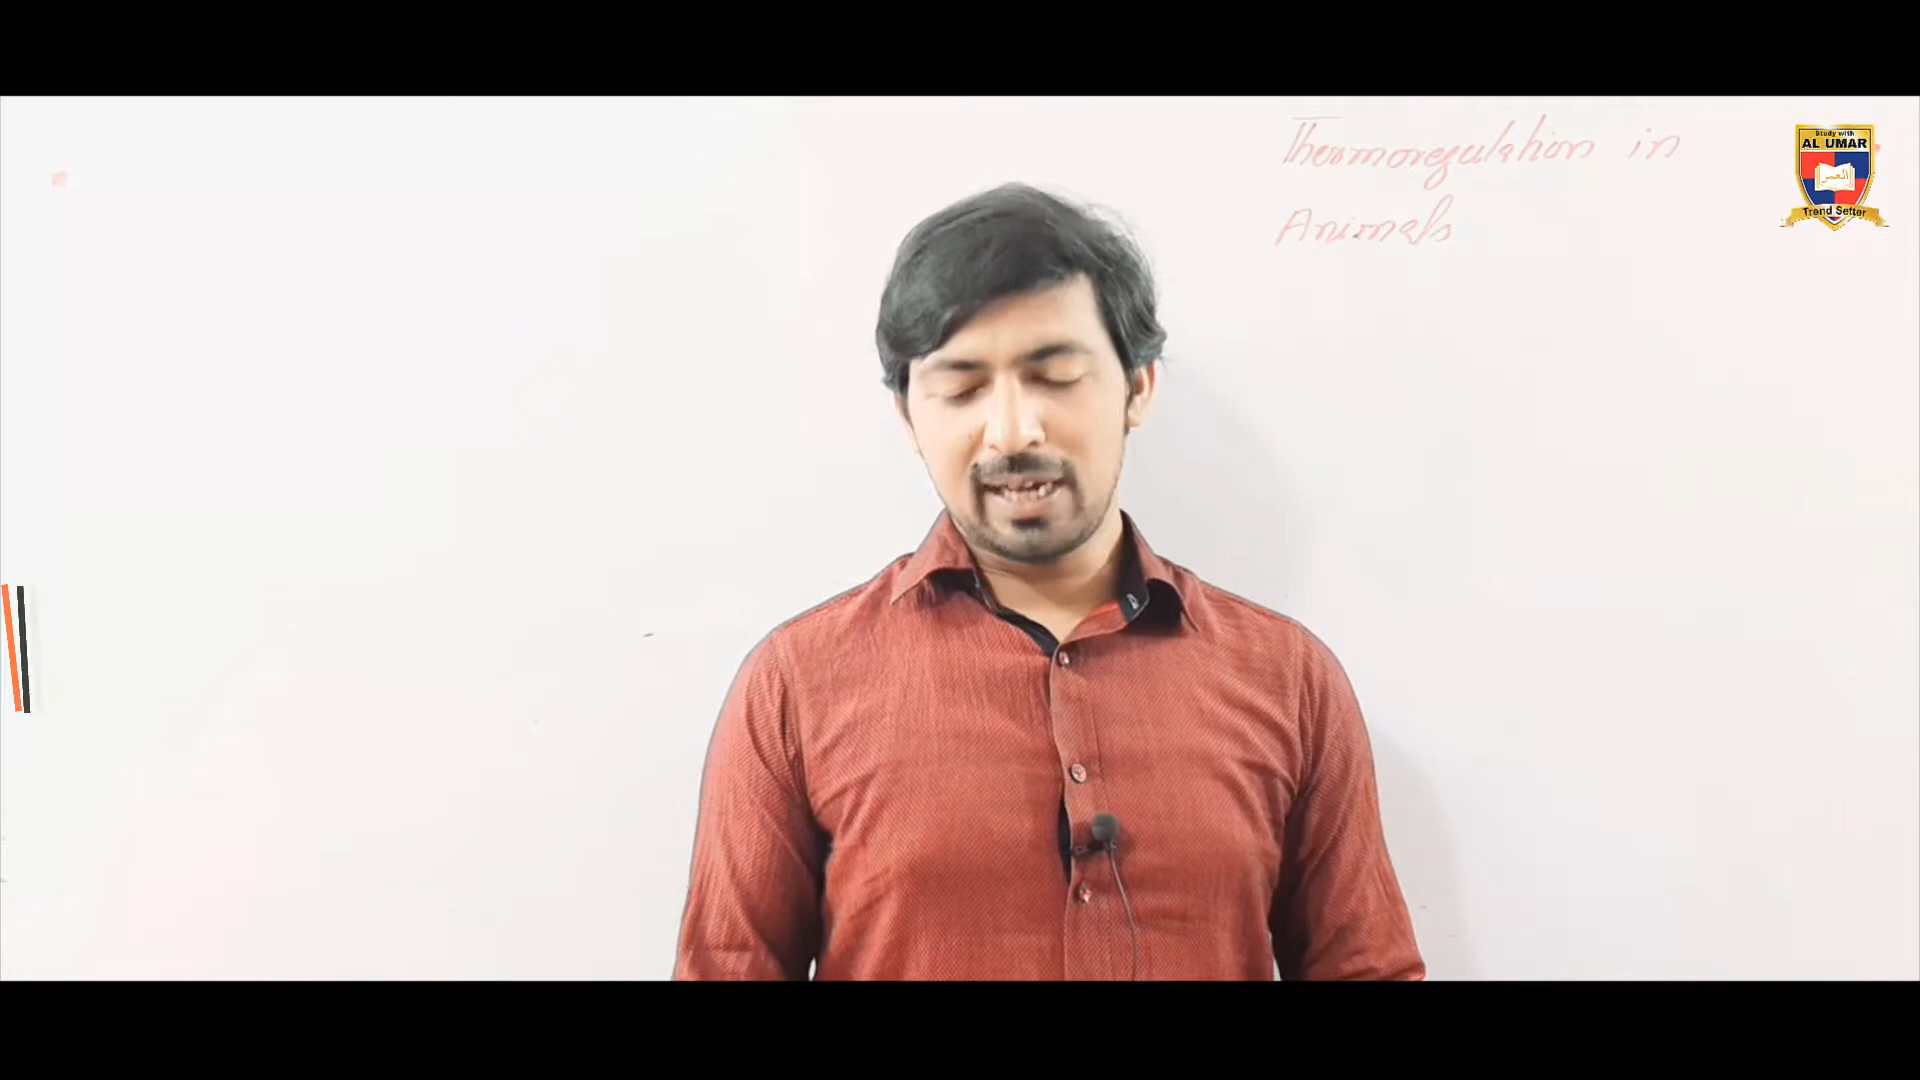 Thermoregulation in
Animals
Study with
AL UMAR
العمر
Trend Setter